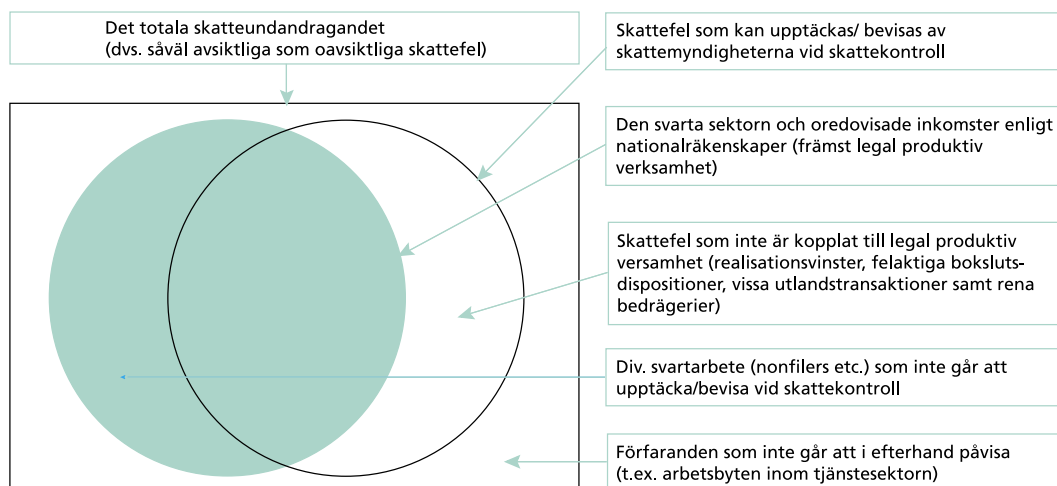 Det totala skatteundandragandet
(dvs. såväl avsiktliga som oavsiktliga skattefel)
Skattefel som kan upptäckas/ bevisas av
skattemyndigheterna vid skattekontroll
Den svarta sektorn och oredovisade inkomster enligt
nationalräkenskaper (främst legal produktiv
verksamhet)
Skattefel som inte är kopplat till legal produktiv
versamhet (realisationsvinster, felaktiga boksluts-
dispositioner, vissa utlandstransaktioner samt rena
bedrägerier)
Div. svartarbete (nonfilers etc.) som inte går att
upptäcka/bevisa vid skattekontroll
Förfaranden som inte går att i efterhand påvisa
(t.ex. arbetsbyten inom tjänstesektorn)